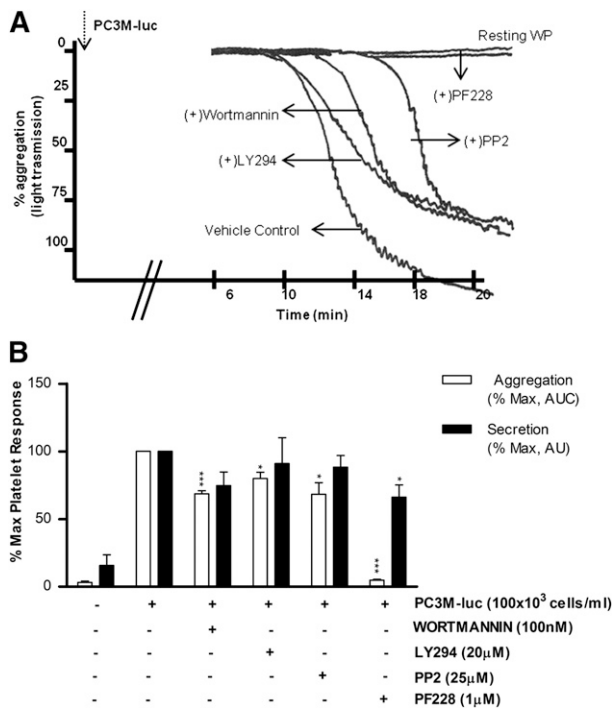 A
PC3M-luc
Resting WP
(+)PF228
(+)Wortmannin
(+)PP2
(+)LY294
Vehicle Control
% aggregation
(light trasmission)
0
25
50
75
100
6 10 14 18 20
Time (min)
B
% Max Platelet Response
150
100
50
0
Aggregation
(% Max, AUC)
Secretion
(% Max, AU)
*** * * *** *
- + + + + + PC3M-luc (100x10³ cells/ml)
- - + - - - WORTMANNIN (100nM)
- - - + - - LY294 (20μM)
- - - - + - PP2 (25μM)
- - - - - + PF228 (1μM)